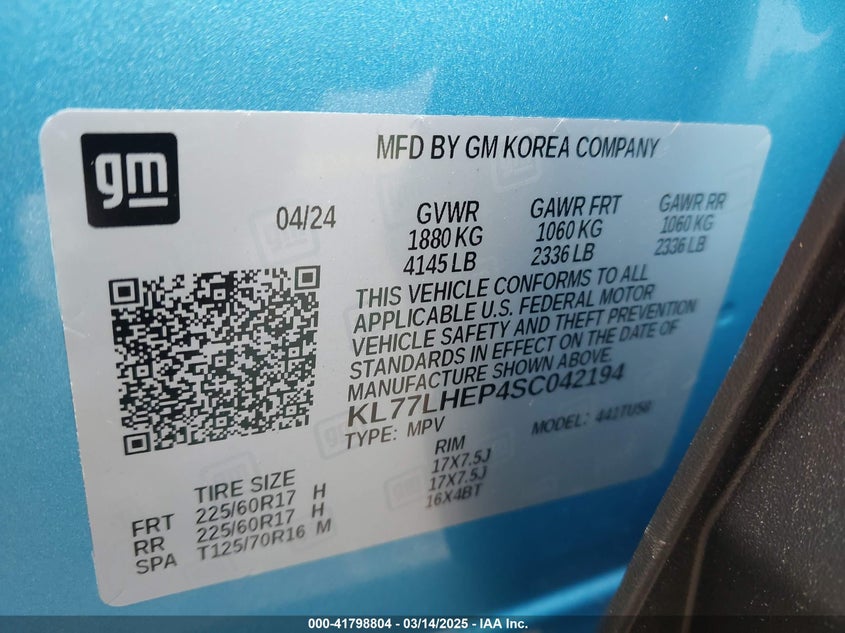 gm
MFD BY GM KOREA COMPANY
04/24
GVWR
1880 KG
4145 LB
GAWR FRT
1060 KG
2336 LB
GAWR RR
1060 KG
2336 LB
THIS VEHICLE CONFORMS TO ALL
APPLICABLE U.S. FEDERAL MOTOR
VEHICLE SAFETY AND THEFT PREVENTION
STANDARDS IN EFFECT ON THE DATE OF
MANUFACTURE SHOWN ABOVE.
KL77LHEP4SC042194
TYPE: MPV MODEL: 441TU58
TIRE SIZE RIM
FRT 225/60R17 H 17X7.5J
RR 225/60R17 H 17X7.5J
SPA T125/70R16 M 16X4BT
000-41798804 - 03/14/2025 - IAA Inc.